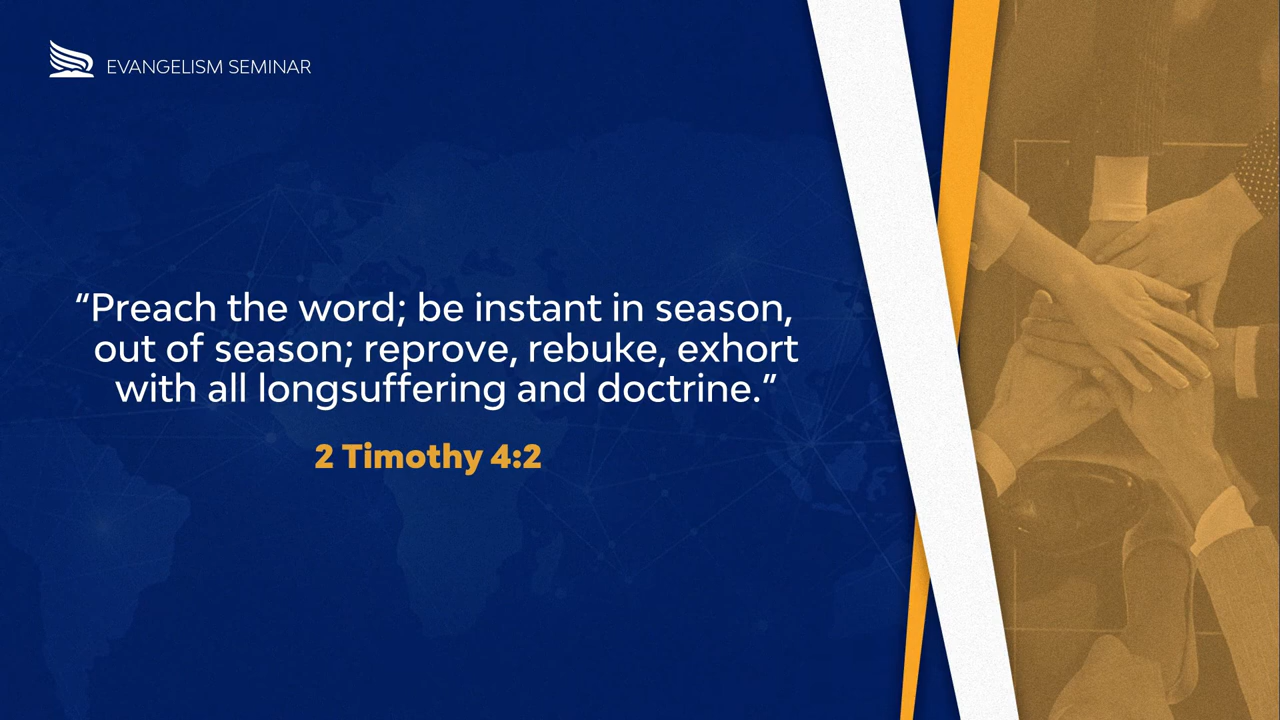 EVANGELISM SEMINAR
“Preach the word; be instant in season,
out of season; reprove, rebuke, exhort
with all longsuffering and doctrine.”
2 Timothy 4:2